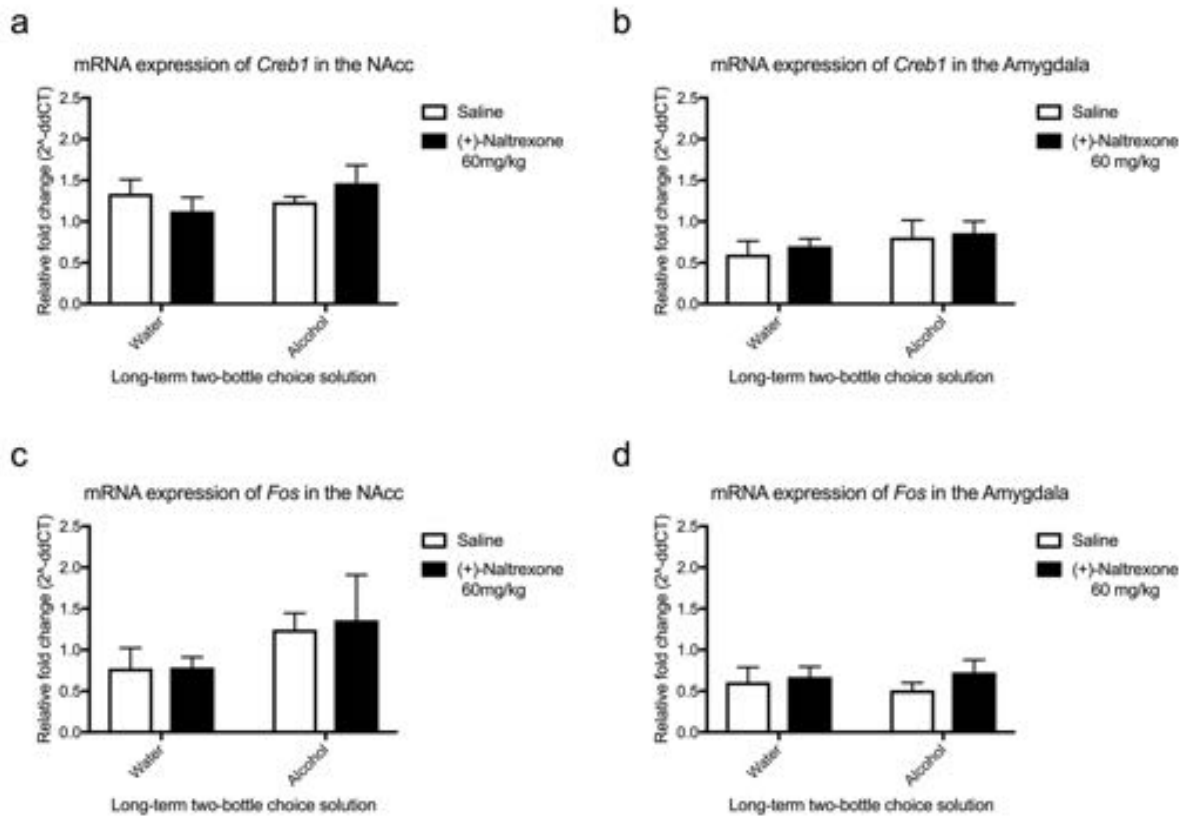 a
mRNA expression of Creb1 in the NAcc
Relative fold change (2^-ddCT)
2.5
2.0
1.5
1.0
0.5
0.0
Water
Alcohol
Long-term two-bottle choice solution
Saline
(+)-Naltrexone
60mg/kg
b
mRNA expression of Creb1 in the Amygdala
Relative fold change (2^-ddCT)
2.5
2.0
1.5
1.0
0.5
0.0
Water
Alcohol
Long-term two-bottle choice solution
Saline
(+)-Naltrexone
60 mg/kg
c
mRNA expression of Fos in the NAcc
Relative fold change (2^-ddCT)
2.5
2.0
1.5
1.0
0.5
0.0
Water
Alcohol
Long-term two-bottle choice solution
Saline
(+)-Naltrexone
60mg/kg
d
mRNA expression of Fos in the Amygdala
Relative fold change (2^-ddCT)
2.5
2.0
1.5
1.0
0.5
0.0
Water
Alcohol
Long-term two-bottle choice solution
Saline
(+)-Naltrexone
60 mg/kg